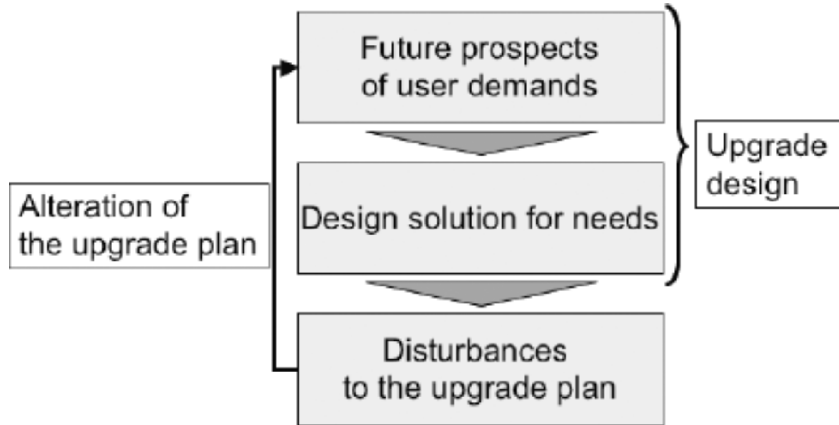 Future prospects
of user demands
Upgrade
design
Alteration of
the upgrade plan
Design solution for needs
Disturbances
to the upgrade plan